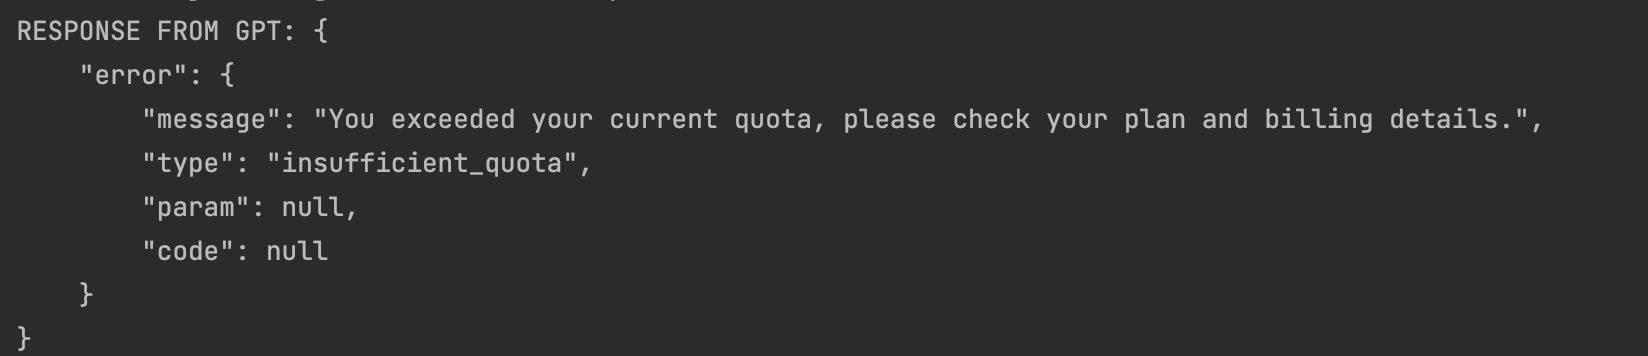 RESPONSE FROM GPT: {
    "error": {
        "message": "You exceeded your current quota, please check your plan and billing details.",
        "type": "insufficient_quota",
        "param": null,
        "code": null
    }
}